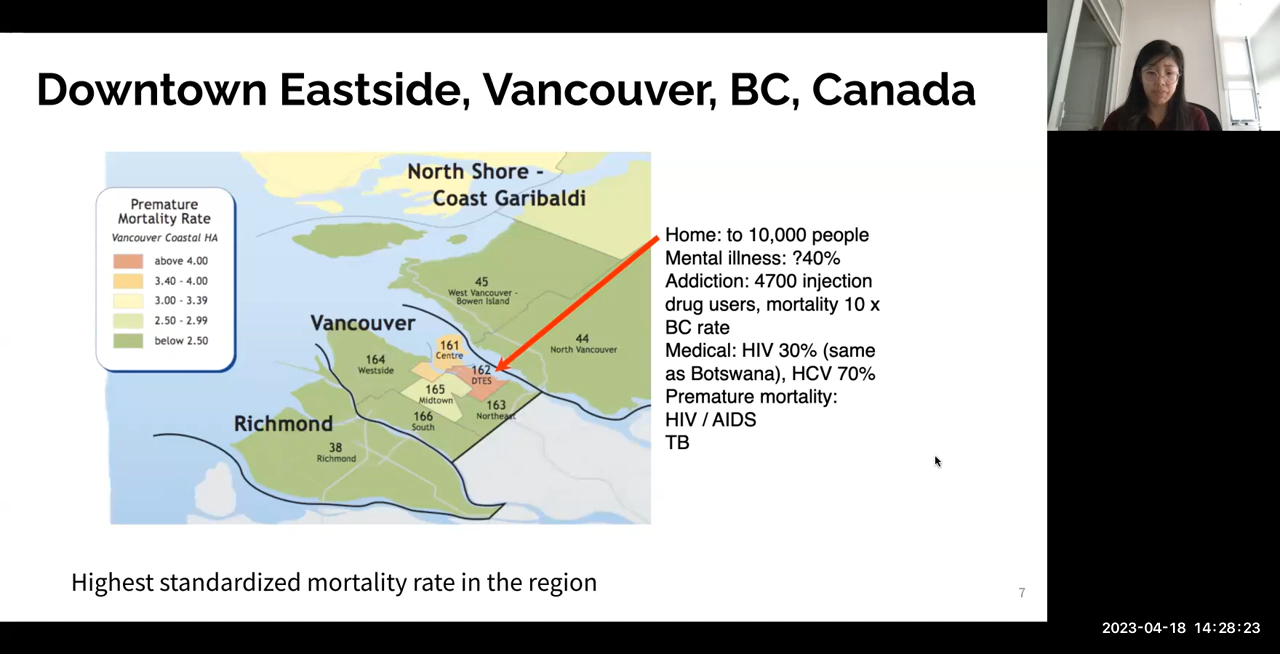 Downtown Eastside, Vancouver, BC, Canada
North Shore -
Coast Garibaldi
Premature
Mortality Rate
Vancouver Coastal HA
above 4.00
3.40 - 4.00
3.00 - 3.39
2.50 - 2.99
below 2.50
45
West Vancouver -
Bowen Island
44
North Vancouver
Vancouver
161
Centre
164
Westside
162
DTES
165
Midtown
163
Northeast
166
South
Richmond
38
Richmond
Home: to 10,000 people
Mental illness: ?40%
Addiction: 4700 injection
drug users, mortality 10 x
BC rate
Medical: HIV 30% (same
as Botswana), HCV 70%
Premature mortality:
HIV / AIDS
TB
Highest standardized mortality rate in the region
7
2023-04-18 14:28:23